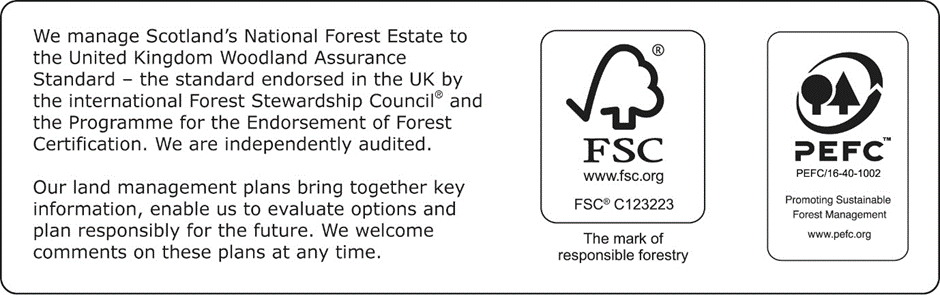 We manage Scotland's National Forest Estate to
the United Kingdom Woodland Assurance
Standard – the standard endorsed in the UK by
the international Forest Stewardship Council® and
the Programme for the Endorsement of Forest
Certification. We are independently audited.
Our land management plans bring together key
information, enable us to evaluate options and
plan responsibly for the future. We welcome
comments on these plans at any time.
®
FSC
www.fsc.org
FSC® C123223
The mark of
responsible forestry
PEFC™
PEFC/16-40-1002
Promoting Sustainable
Forest Management
www.pefc.org